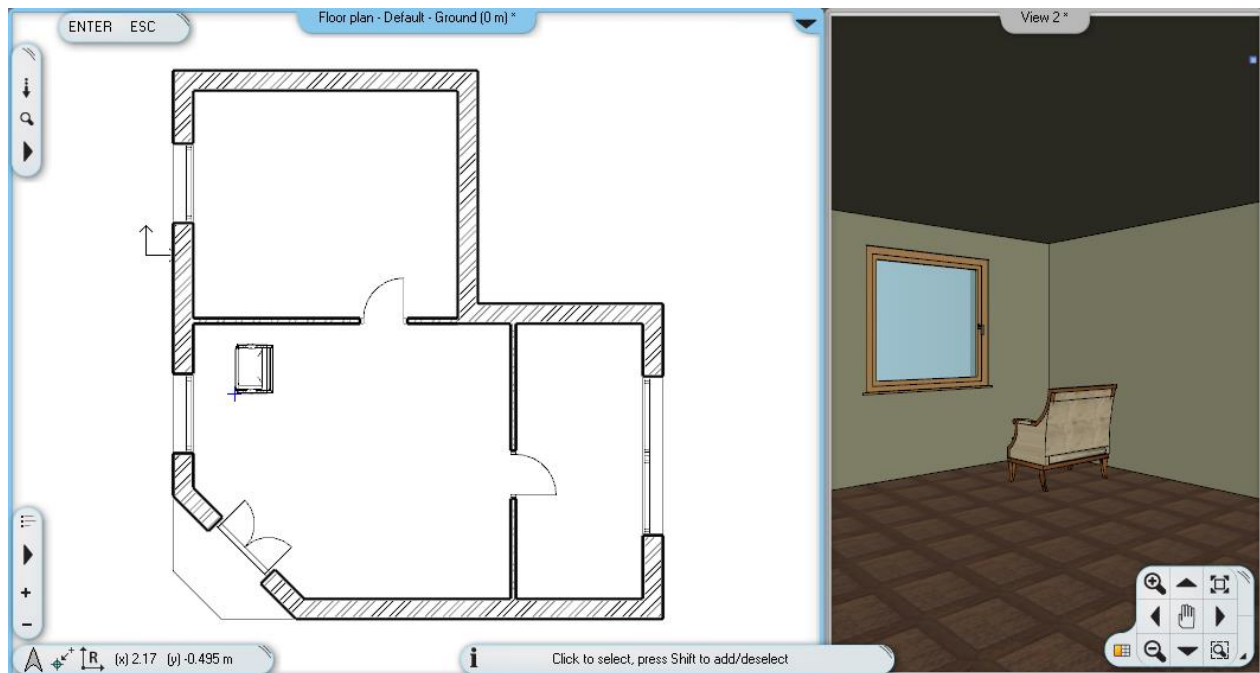 ENTER ESC
Floor plan - Default - Ground (0 m) *
View 2 *
R
(x) 2.17 (y) -0.495 m
i
Click to select, press Shift to add/deselect